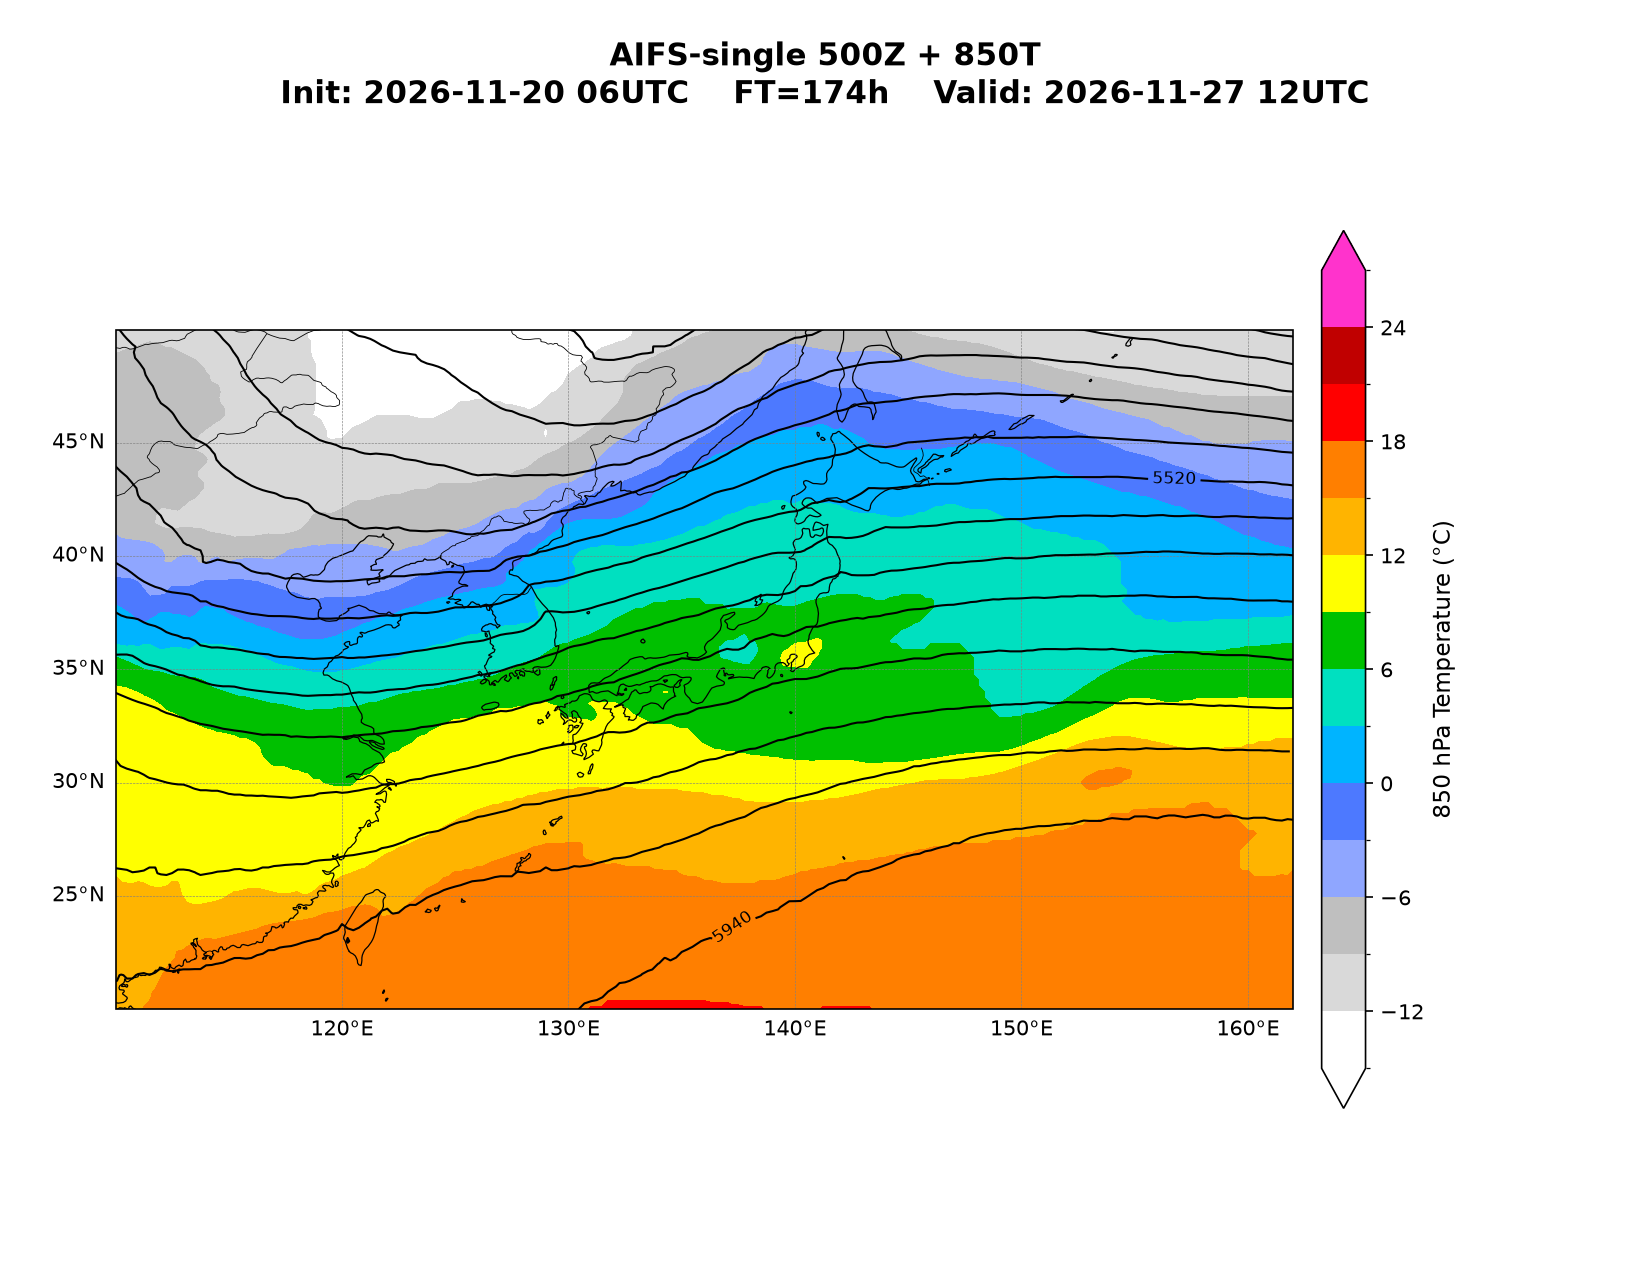 AIFS-single 500Z + 850T
Init: 2026-11-20 06UTC    FT=174h    Valid: 2026-11-27 12UTC
45°N
40°N
35°N
30°N
25°N
120°E
130°E
140°E
150°E
160°E
5520
5940
24
18
12
6
0
−6
−12
850 hPa Temperature (°C)